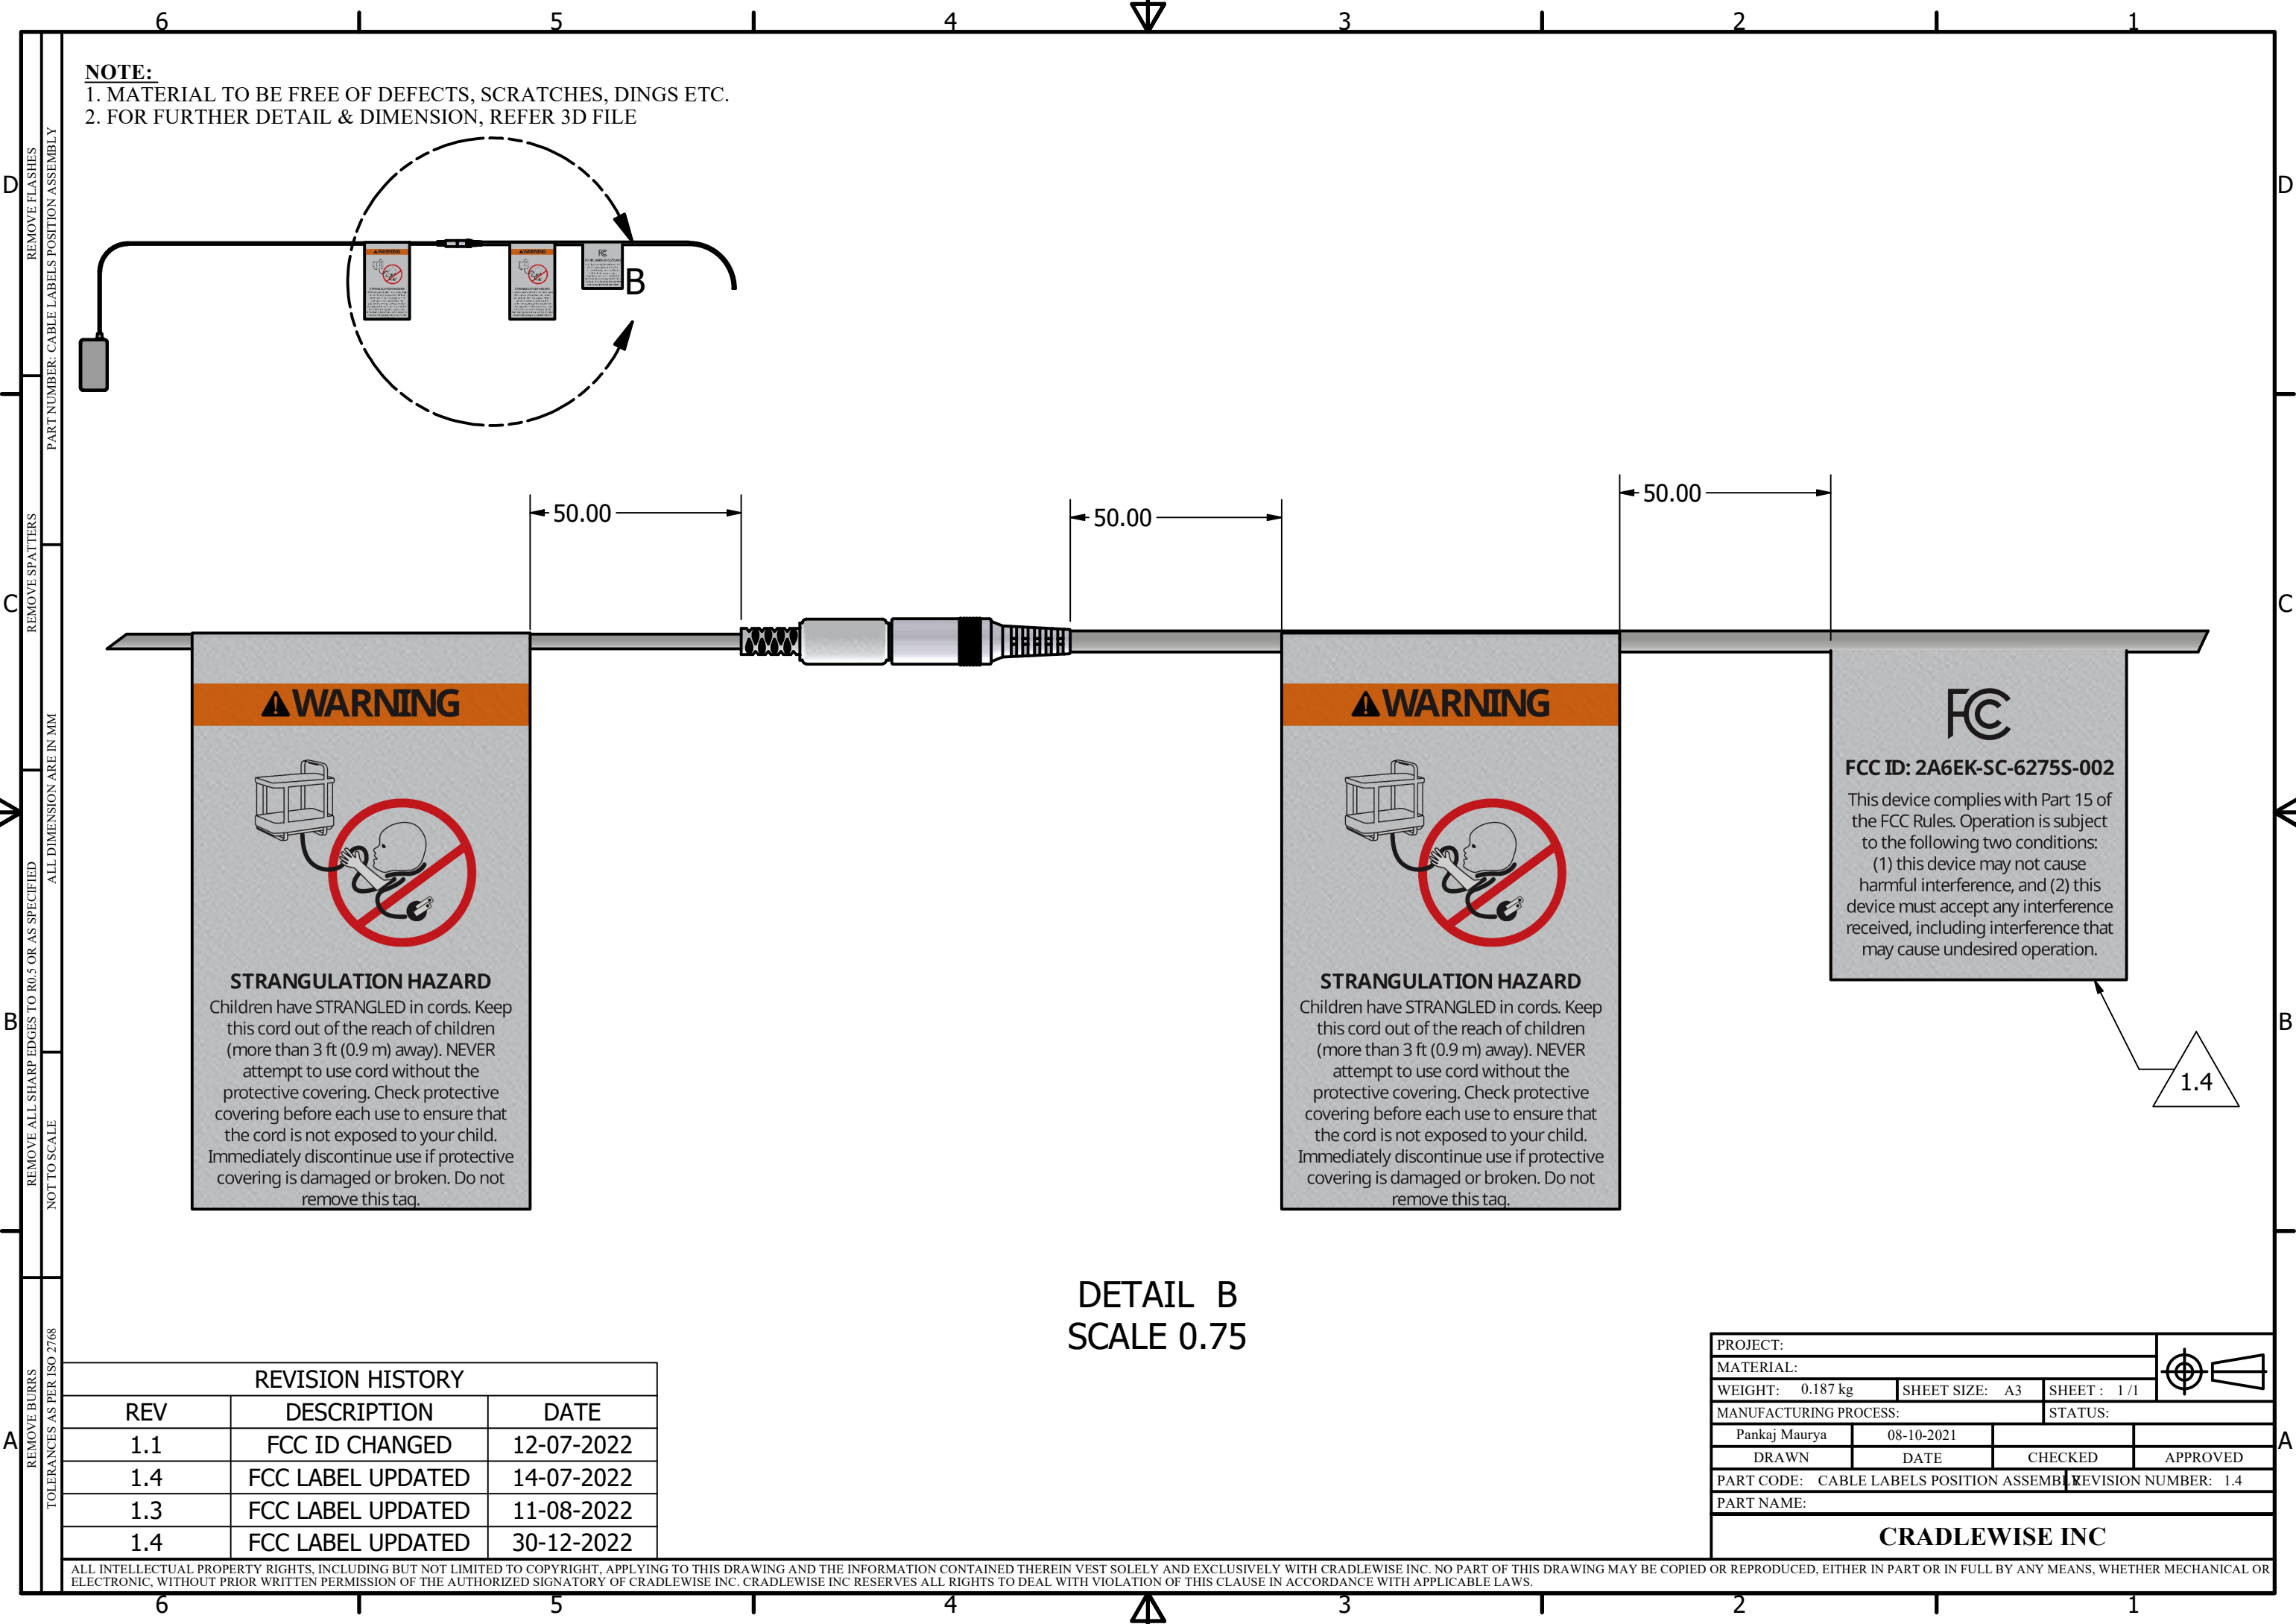 6 5 4 3 2 1
NOTE:
1. MATERIAL TO BE FREE OF DEFECTS, SCRATCHES, DINGS ETC.
2. FOR FURTHER DETAIL & DIMENSION, REFER 3D FILE
D
D
C
C
B
B
A
A
REMOVE FLASHES
REMOVE SPATTERS
REMOVE ALL SHARP EDGES TO R0.5 OR AS SPECIFIED
REMOVE BURRS
PART NUMBER: CABLE LABELS POSITION ASSEMBLY
ALL DIMENSION ARE IN MM
NOT TO SCALE
TOLERANCES AS PER ISO 2768
WARNING
WARNING
FC
B
50.00
50.00
50.00
WARNING
STRANGULATION HAZARD
Children have STRANGLED in cords. Keep
this cord out of the reach of children
(more than 3 ft (0.9 m) away). NEVER
attempt to use cord without the
protective covering. Check protective
covering before each use to ensure that
the cord is not exposed to your child.
Immediately discontinue use if protective
covering is damaged or broken. Do not
remove this tag.
WARNING
STRANGULATION HAZARD
Children have STRANGLED in cords. Keep
this cord out of the reach of children
(more than 3 ft (0.9 m) away). NEVER
attempt to use cord without the
protective covering. Check protective
covering before each use to ensure that
the cord is not exposed to your child.
Immediately discontinue use if protective
covering is damaged or broken. Do not
remove this tag.
FC
FCC ID: 2A6EK-SC-6275S-002
This device complies with Part 15 of
the FCC Rules. Operation is subject
to the following two conditions:
(1) this device may not cause
harmful interference, and (2) this
device must accept any interference
received, including interference that
may cause undesired operation.
1.4
DETAIL B
SCALE 0.75
REVISION HISTORY
REV DESCRIPTION DATE
1.1 FCC ID CHANGED 12-07-2022
1.4 FCC LABEL UPDATED 14-07-2022
1.3 FCC LABEL UPDATED 11-08-2022
1.4 FCC LABEL UPDATED 30-12-2022
PROJECT:
MATERIAL:
WEIGHT: 0.187 kg SHEET SIZE: A3 SHEET : 1 /1
MANUFACTURING PROCESS: STATUS:
Pankaj Maurya 08-10-2021
DRAWN DATE CHECKED APPROVED
PART CODE: CABLE LABELS POSITION ASSEMBLY REVISION NUMBER: 1.4
PART NAME:
CRADLEWISE INC
ALL INTELLECTUAL PROPERTY RIGHTS, INCLUDING BUT NOT LIMITED TO COPYRIGHT, APPLYING TO THIS DRAWING AND THE INFORMATION CONTAINED THEREIN VEST SOLELY AND EXCLUSIVELY WITH CRADLEWISE INC. NO PART OF THIS DRAWING MAY BE COPIED OR REPRODUCED, EITHER IN PART OR IN FULL BY ANY MEANS, WHETHER MECHANICAL OR
ELECTRONIC, WITHOUT PRIOR WRITTEN PERMISSION OF THE AUTHORIZED SIGNATORY OF CRADLEWISE INC. CRADLEWISE INC RESERVES ALL RIGHTS TO DEAL WITH VIOLATION OF THIS CLAUSE IN ACCORDANCE WITH APPLICABLE LAWS.
6 5 4 3 2 1